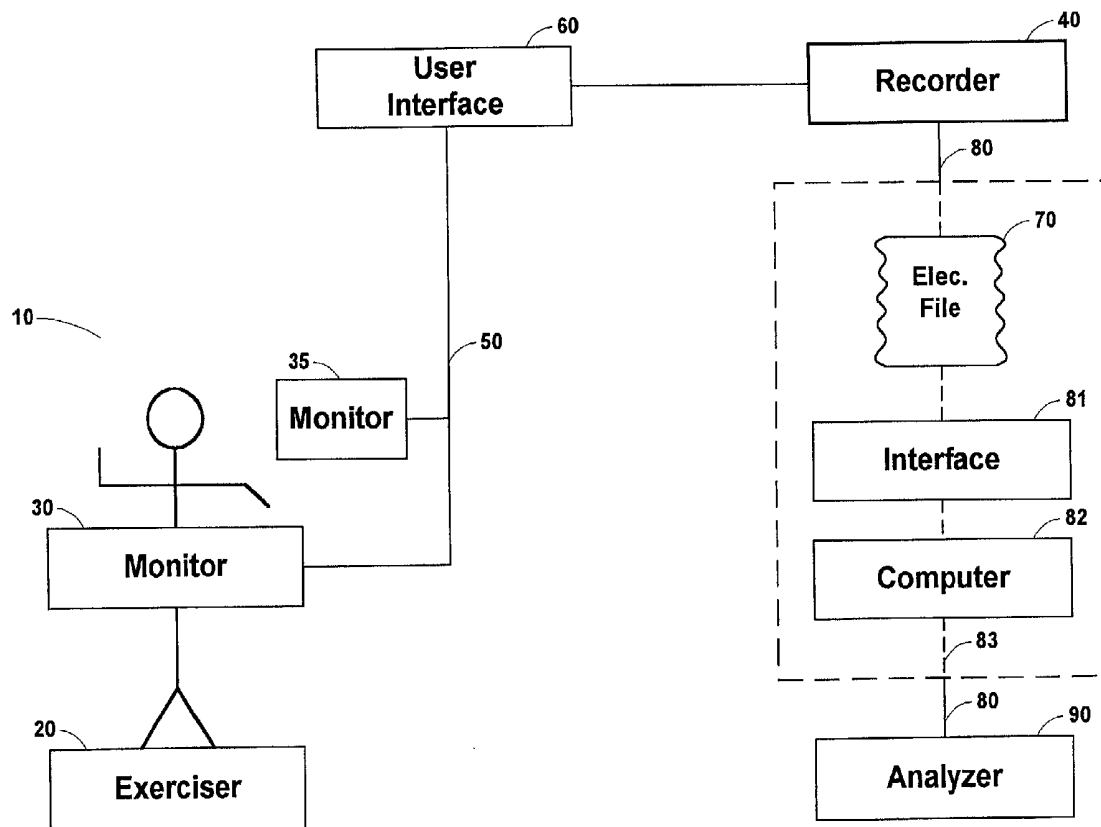 60
User
Interface
40
Recorder
80
70
Elec.
File
10
35
Monitor
50
81
Interface
30
Monitor
82
Computer
83
20
Exerciser
80
90
Analyzer